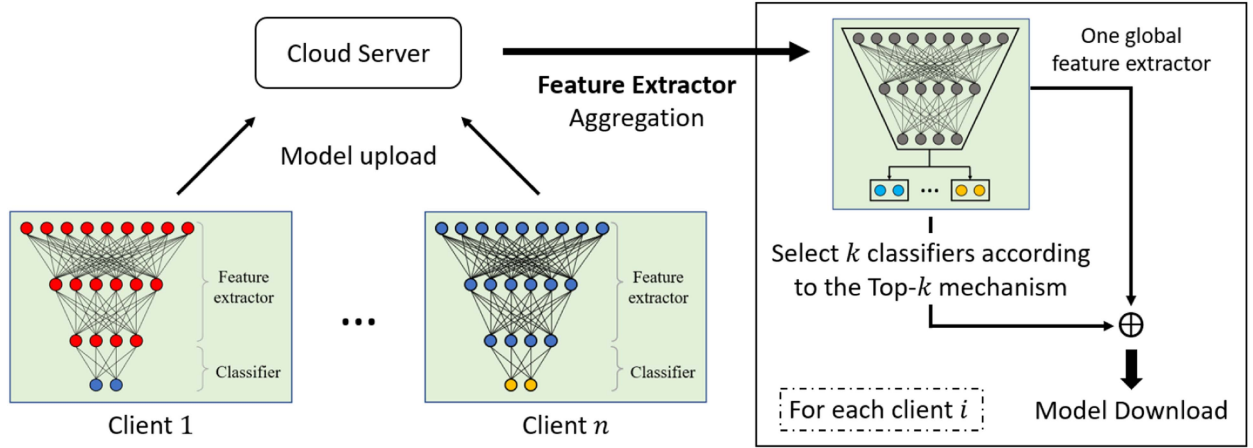 Cloud Server
Feature Extractor
Aggregation
Model upload
Feature
extractor
Classifier
Client 1
...
Feature
extractor
Classifier
Client n
One global
feature extractor
...
Select k classifiers according
to the Top-k mechanism
For each client i
Model Download